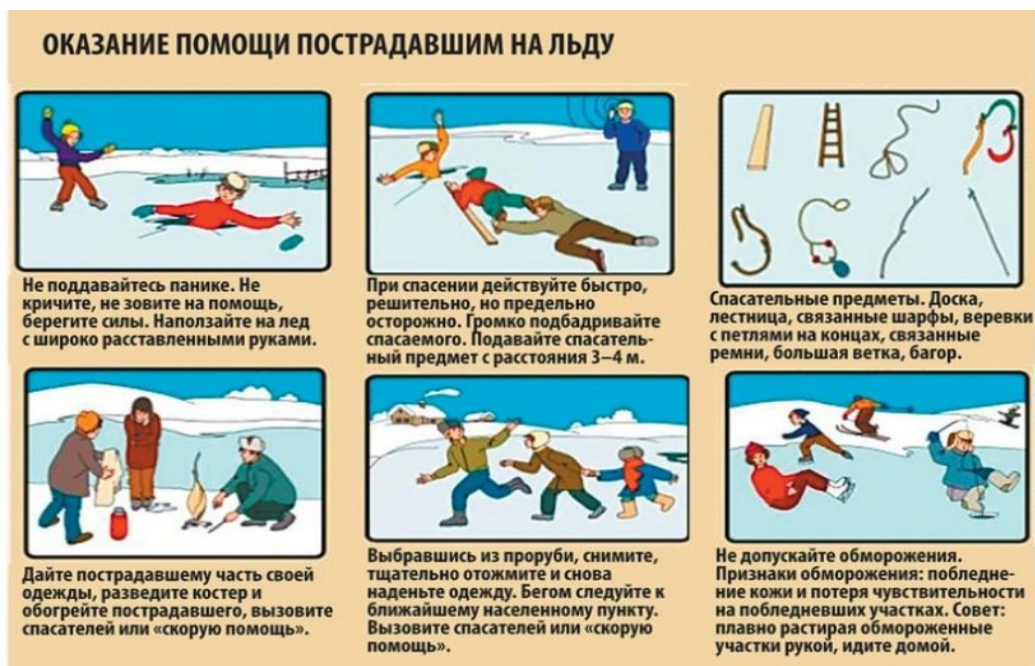 ОКАЗАНИЕ ПОМОЩИ ПОСТРАДАВШИМ НА ЛЬДУ
Не поддавайтесь панике. Не
кричите, не зовите на помощь,
берегите силы. Наползайте на лед
с широко расставленными руками.
При спасении действуйте быстро,
решительно, но предельно
осторожно. Громко подбадривайте
спасаемого. Подавайте спасатель-
ный предмет с расстояния 3–4 м.
Спасательные предметы. Доска,
лестница, связанные шарфы, веревки
с петлями на концах, связанные
ремни, большая ветка, багор.
Дайте пострадавшему часть своей
одежды, разведите костер и
обогрейте пострадавшего, вызовите
спасателей или «скорую помощь».
Выбравшись из проруби, снимите,
тщательно отожмите и снова
наденьте одежду. Бегом следуйте к
ближайшему населенному пункту.
Вызовите спасателей или «скорую
помощь».
Не допускайте обморожения.
Признаки обморожения: побледне-
ние кожи и потеря чувствительности
на побледневших участках. Совет:
плавно растирая обмороженные
участки рукой, идите домой.